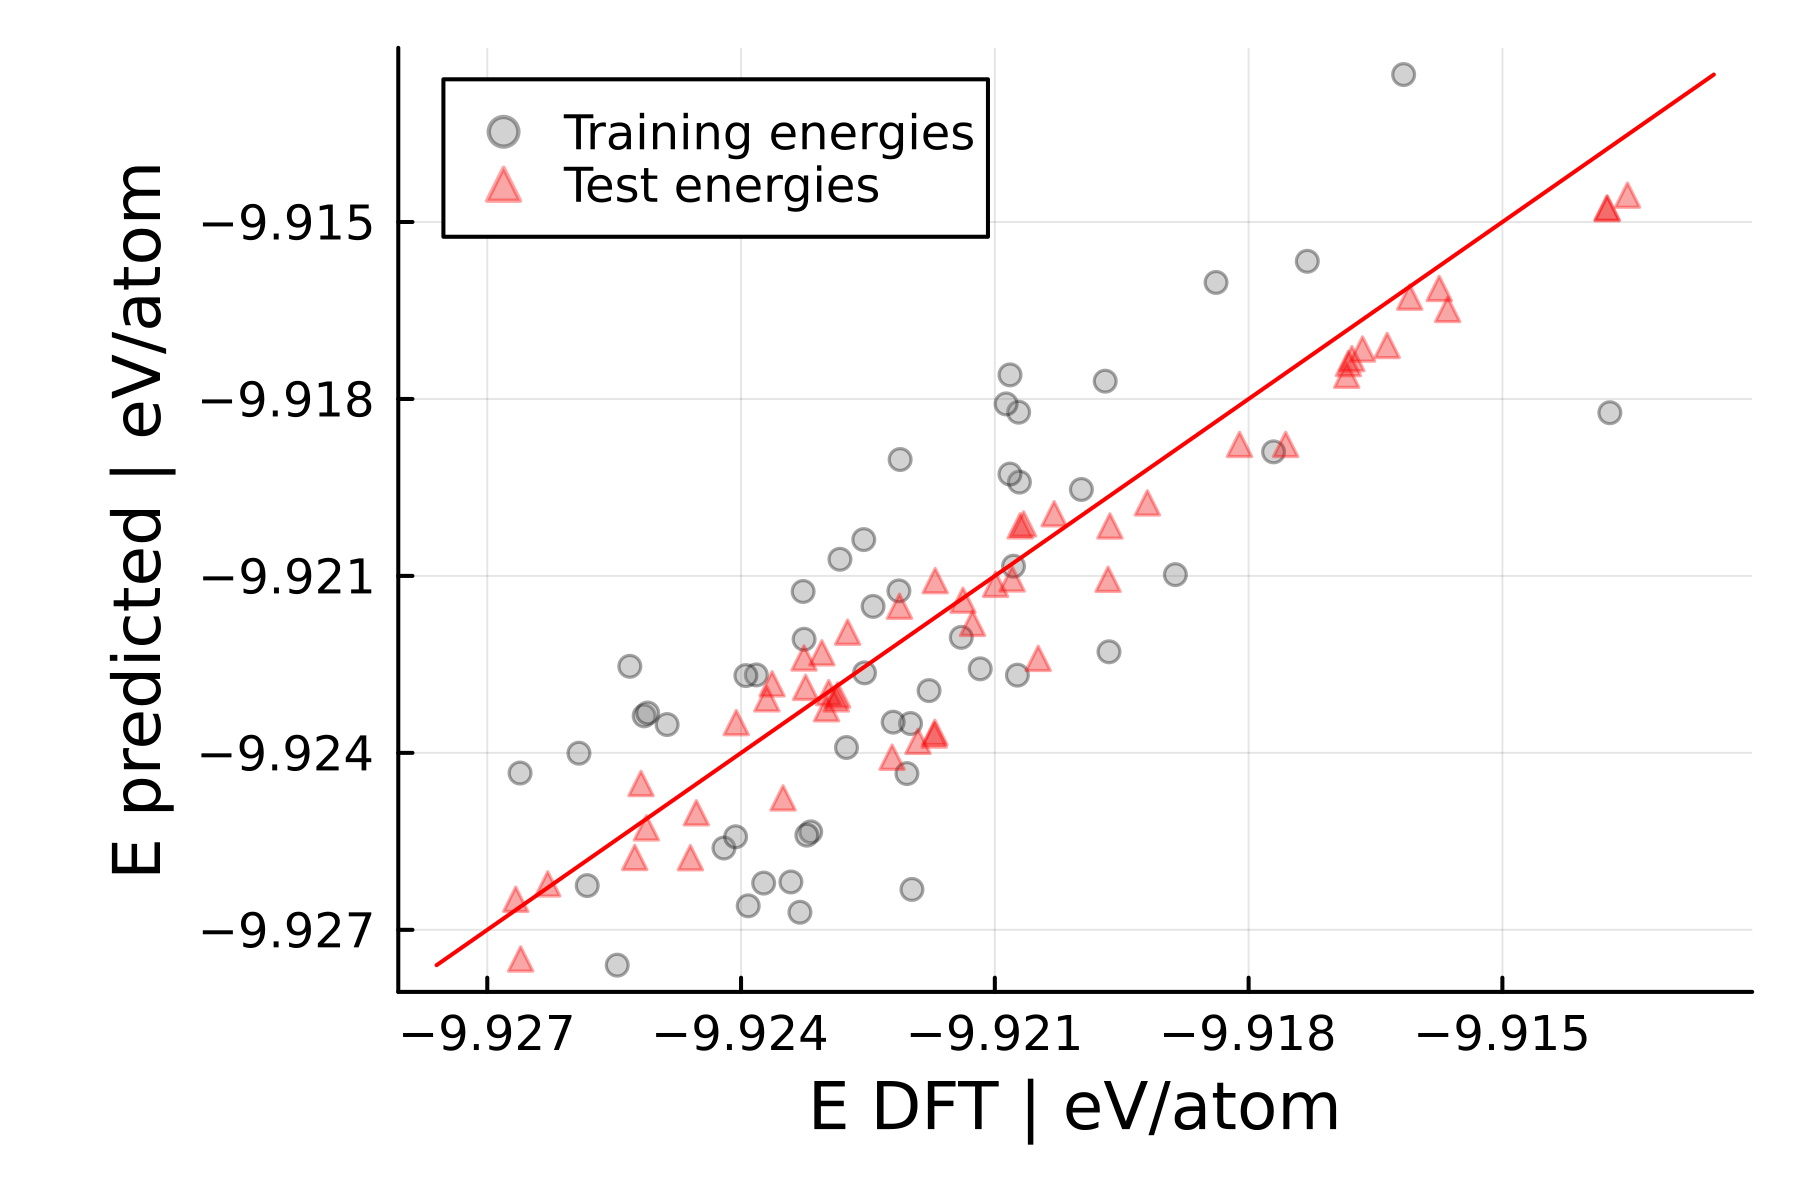 Training energies
Test energies
E predicted | eV/atom
−9.915
−9.918
−9.921
−9.924
−9.927
−9.927 −9.924 −9.921 −9.918 −9.915
E DFT | eV/atom